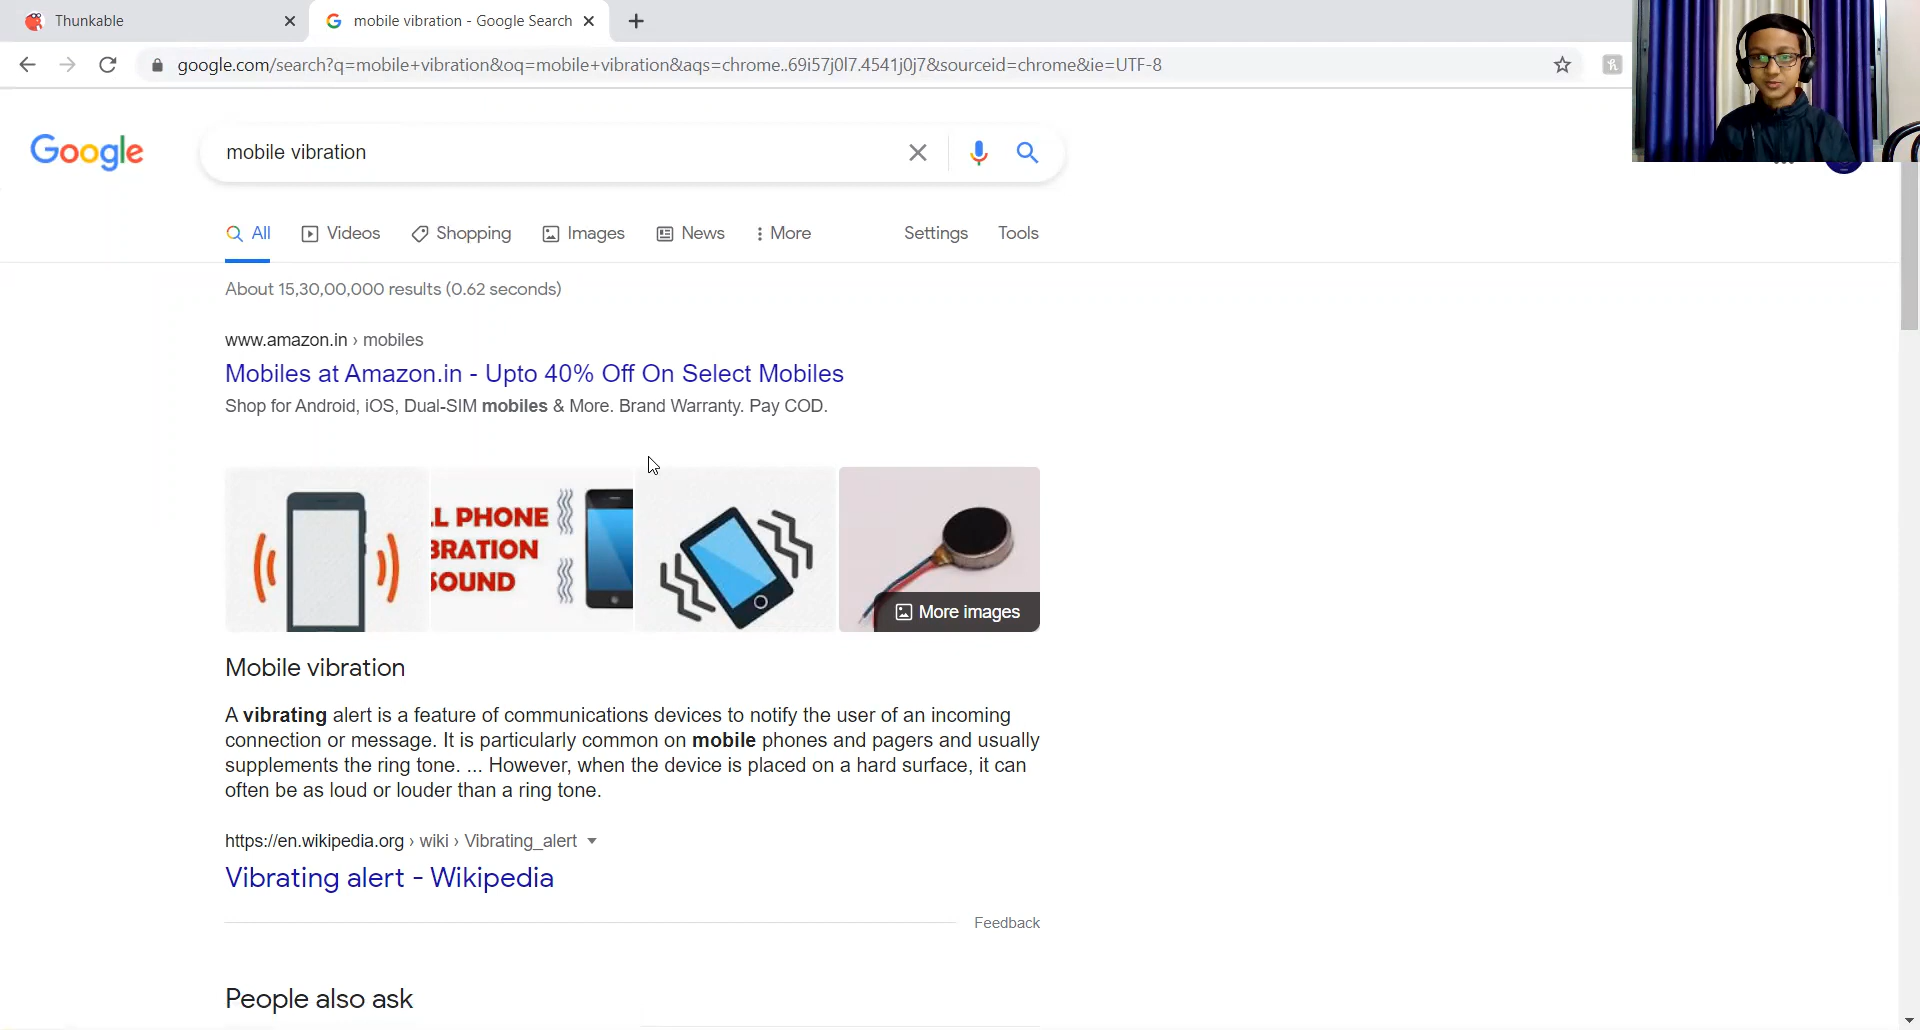 Thunkable
mobile vibration - Google Search
google.com/search?q=mobile+vibration&oq=mobile+vibration&aqs=chrome..69i57j0l7.4541j0j7&sourceid=chrome&ie=UTF-8
Google
mobile vibration
All
Videos
Shopping
Images
News
More
Settings
Tools
About 15,30,00,000 results (0.62 seconds)
www.amazon.in › mobiles
Mobiles at Amazon.in - Upto 40% Off On Select Mobiles
Shop for Android, iOS, Dual-SIM mobiles & More. Brand Warranty. Pay COD.
LL PHONE
BRATION
SOUND
More images
Mobile vibration
A vibrating alert is a feature of communications devices to notify the user of an incoming
connection or message. It is particularly common on mobile phones and pagers and usually
supplements the ring tone. ... However, when the device is placed on a hard surface, it can
often be as loud or louder than a ring tone.
https://en.wikipedia.org › wiki › Vibrating_alert
Vibrating alert - Wikipedia
Feedback
People also ask